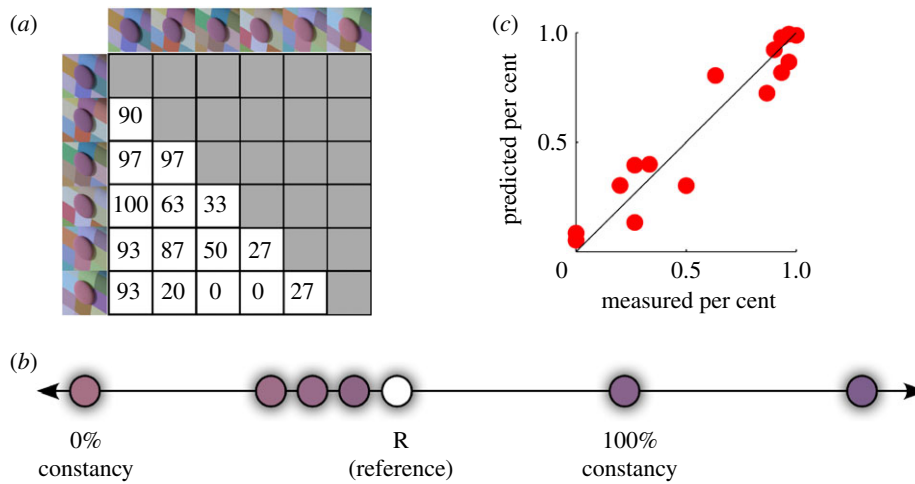 (a)
90
97 97
100 63 33
93 87 50 27
93 20 0 0 27
(c)
1.0
0.5
0 0.5 1.0
predicted per cent
measured per cent
(b)
0%
constancy
R
(reference)
100%
constancy